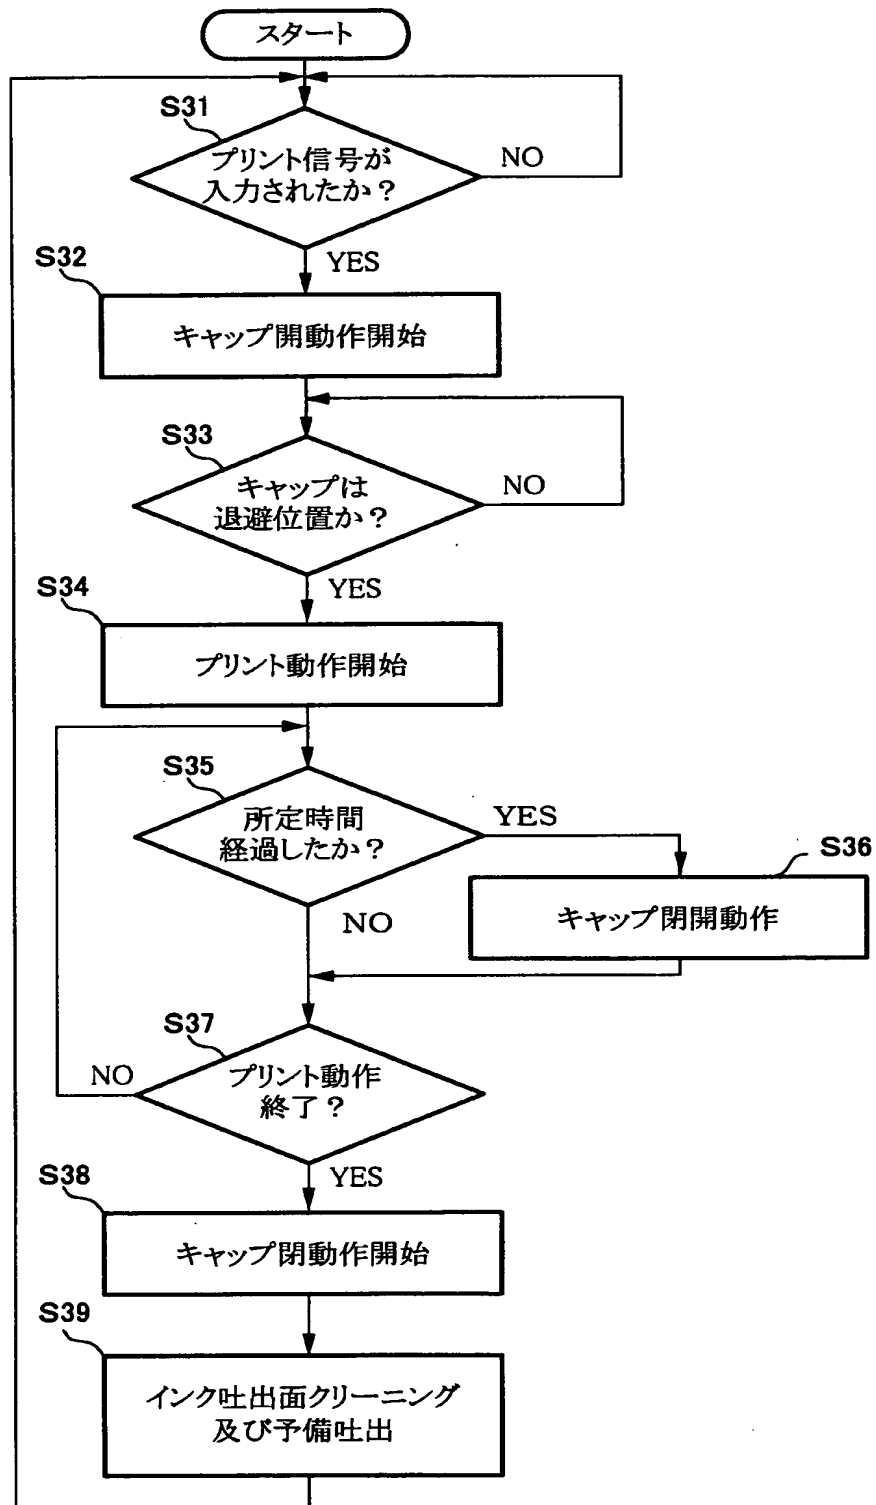 スタート
S31
プリント信号が
入力されたか？
NO
YES
S32
キャップ開動作開始
S33
キャップは
退避位置か？
NO
YES
S34
プリント動作開始
S35
所定時間
経過したか？
YES
S36
キャップ閉開動作
NO
S37
プリント動作
終了？
NO
YES
S38
キャップ閉動作開始
S39
インク吐出面クリーニング
及び予備吐出